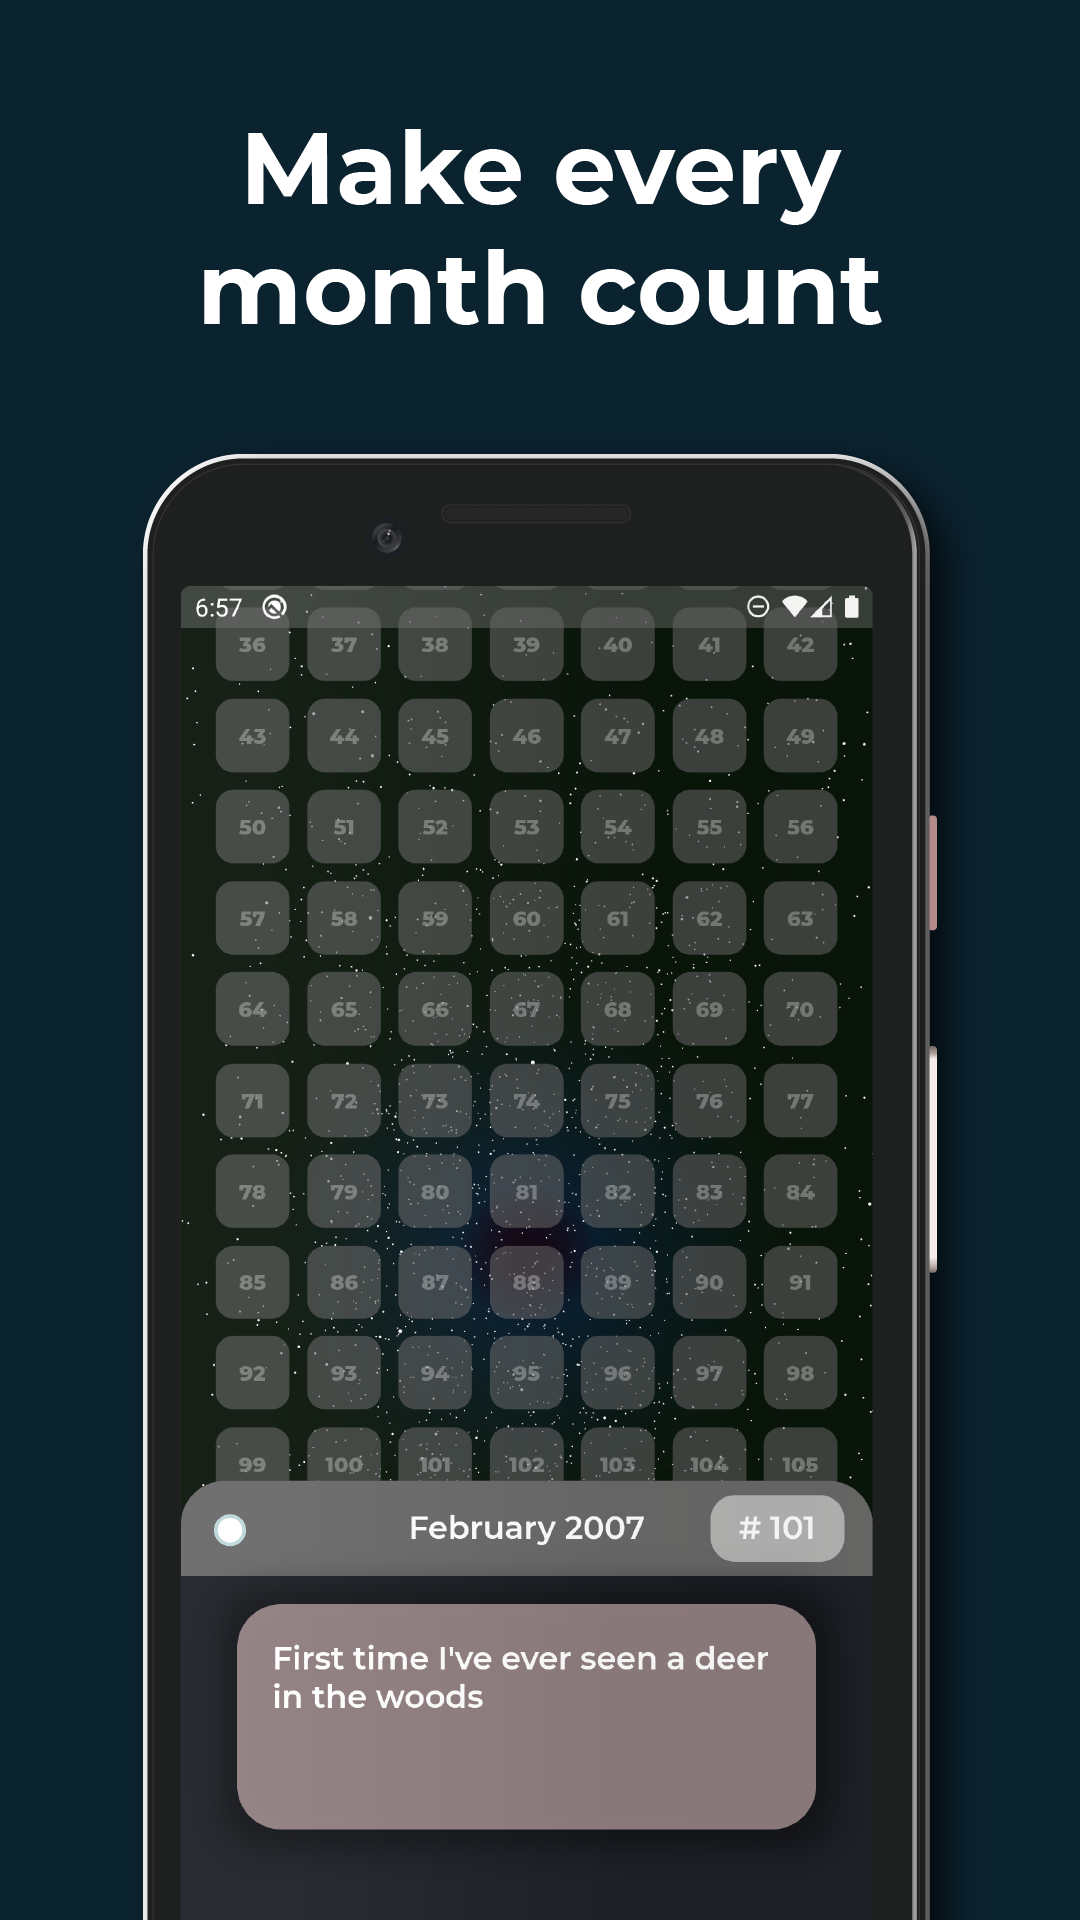 Make every
month count
6:57
36 37 38 39 40 41 42
43 44 45 46 47 48 49
50 51 52 53 54 55 56
57 58 59 60 61 62 63
64 65 66 67 68 69 70
71 72 73 74 75 76 77
78 79 80 81 82 83 84
85 86 87 88 89 90 91
92 93 94 95 96 97 98
99 100 101 102 103 104 105
February 2007 # 101
First time I've ever seen a deer
in the woods